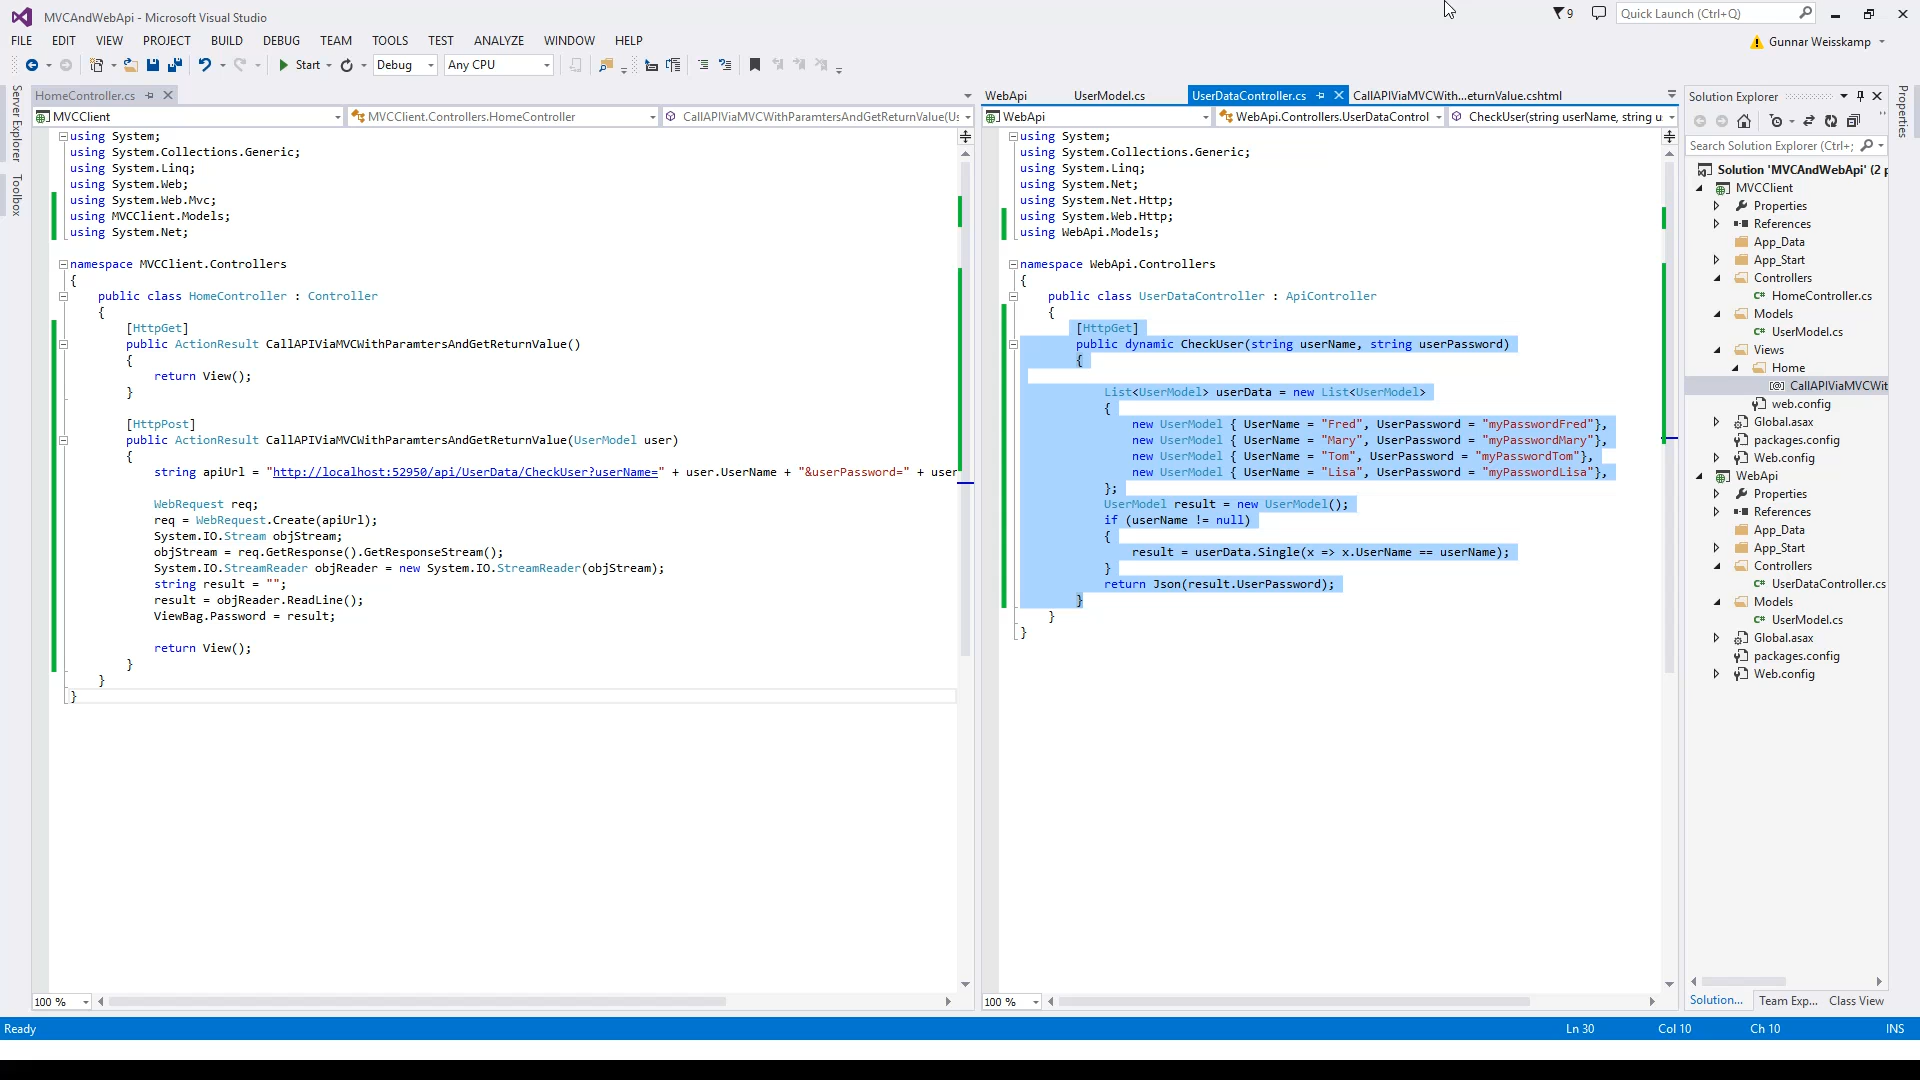 MVCAndWebApi - Microsoft Visual Studio
9
Quick Launch (Ctrl+Q)
FILE EDIT VIEW PROJECT BUILD DEBUG TEAM TOOLS TEST ANALYZE WINDOW HELP
Gunnar Weisskamp
Start Debug Any CPU
Server Explorer
Toolbox
HomeController.cs
MVCClient MVCClient.Controllers.HomeController CallAPIViaMVCWithParamtersAndGetReturnValue(Us
using System;
using System.Collections.Generic;
using System.Linq;
using System.Web;
using System.Web.Mvc;
using MVCClient.Models;
using System.Net;
namespace MVCClient.Controllers
{
public class HomeController : Controller
{
[HttpGet]
public ActionResult CallAPIViaMVCWithParamtersAndGetReturnValue()
{
return View();
}
[HttpPost]
public ActionResult CallAPIViaMVCWithParamtersAndGetReturnValue(UserModel user)
{
string apiUrl = "http://localhost:52950/api/UserData/CheckUser?userName=" + user.UserName + "&userPassword=" + user
WebRequest req;
req = WebRequest.Create(apiUrl);
System.IO.Stream objStream;
objStream = req.GetResponse().GetResponseStream();
System.IO.StreamReader objReader = new System.IO.StreamReader(objStream);
string result = "";
result = objReader.ReadLine();
ViewBag.Password = result;
return View();
}
}
}
100 %
WebApi UserModel.cs UserDataController.cs CallAPIViaMVCWith...eturnValue.cshtml
WebApi WebApi.Controllers.UserDataControl CheckUser(string userName, string u
using System;
using System.Collections.Generic;
using System.Linq;
using System.Net;
using System.Net.Http;
using System.Web.Http;
using WebApi.Models;
namespace WebApi.Controllers
{
public class UserDataController : ApiController
{
[HttpGet]
public dynamic CheckUser(string userName, string userPassword)
{
List<UserModel> userData = new List<UserModel>
{
new UserModel { UserName = "Fred", UserPassword = "myPasswordFred"},
new UserModel { UserName = "Mary", UserPassword = "myPasswordMary"},
new UserModel { UserName = "Tom", UserPassword = "myPasswordTom"},
new UserModel { UserName = "Lisa", UserPassword = "myPasswordLisa"},
};
UserModel result = new UserModel();
if (userName != null)
{
result = userData.Single(x => x.UserName == userName);
}
return Json(result.UserPassword);
}
}
}
100 %
Solution Explorer
Search Solution Explorer (Ctrl+;
Solution 'MVCAndWebApi' (2 p
MVCClient
Properties
References
App_Data
App_Start
Controllers
C# HomeController.cs
Models
C# UserModel.cs
Views
Home
CallAPIViaMVCWit
web.config
Global.asax
packages.config
Web.config
WebApi
Properties
References
App_Data
App_Start
Controllers
C# UserDataController.cs
Models
C# UserModel.cs
Global.asax
packages.config
Web.config
Solution... Team Exp... Class View
Properties
Ready Ln 30 Col 10 Ch 10 INS